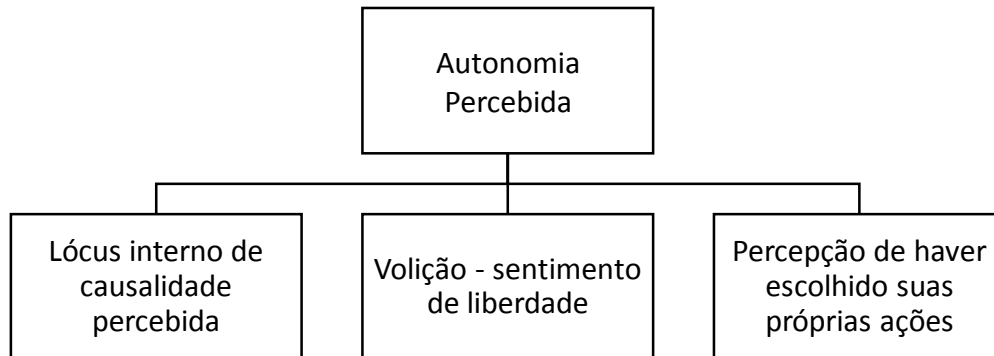 Autonomia
Percebida
Lócus interno de
causalidade
percebida
Volição - sentimento
de liberdade
Percepção de haver
escolhido suas
próprias ações